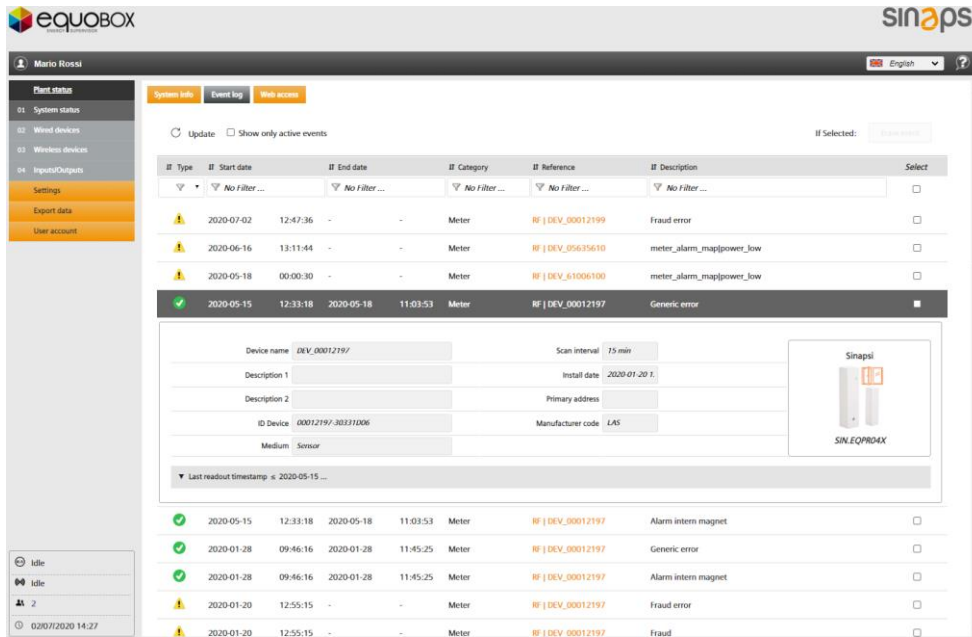 eQUOBOX
ENERGY SUPERVISOR
sinaps
Mario Rossi
English
?
Plant status
01 System status
02 Wired devices
03 Wireless devices
04 Inputs/Outputs
Settings
Export data
User account
System info Event log Web access
Update Show only active events If Selected:
Type Start date End date Category Reference Description Select
No Filter ... No Filter ... No Filter ... No Filter ... No Filter ...
2020-07-02 12:47:36 - - Meter RF | DEV_00012199 Fraud error
2020-06-16 13:11:44 - - Meter RF | DEV_05635610 meter_alarm_map|power_low
2020-05-18 00:00:30 - - Meter RF | DEV_61006100 meter_alarm_map|power_low
2020-05-15 12:33:18 2020-05-18 11:03:53 Meter RF | DEV_00012197 Generic error
Device name DEV_00012197 Scan interval 15 min
Description 1 Install date 2020-01-20 1.
Description 2 Primary address
ID Device 00012197-30331D06 Manufacturer code LAS
Medium Sensor
Sinapsi
SIN.EQPR04X
▼ Last readout timestamp ≤ 2020-05-15 ...
2020-05-15 12:33:18 2020-05-18 11:03:53 Meter RF | DEV_00012197 Alarm intern magnet
2020-01-28 09:46:16 2020-01-28 11:45:25 Meter RF | DEV_00012197 Generic error
2020-01-28 09:46:16 2020-01-28 11:45:25 Meter RF | DEV_00012197 Alarm intern magnet
2020-01-20 12:55:15 - - Meter RF | DEV_00012197 Fraud error
2020-01-20 12:55:15 - - Meter RF | DEV_00012197 Fraud
Idle
Idle
2
02/07/2020 14:27